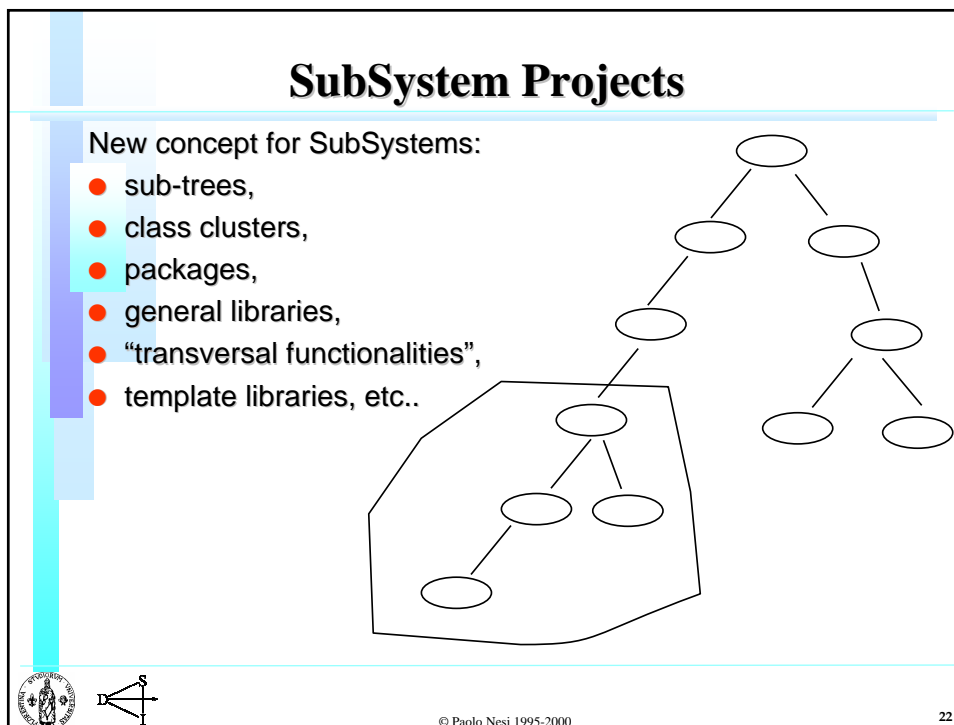 SubSystem Projects
New concept for SubSystems:
sub-trees,
class clusters,
packages,
general libraries,
“transversal functionalities”,
template libraries, etc..
S
D
I
© Paolo Nesi 1995-2000
22